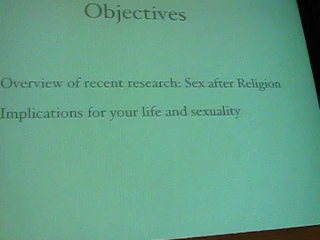 Objectives
Overview of recent research: Sex after Religion
Implications for your life and sexuality